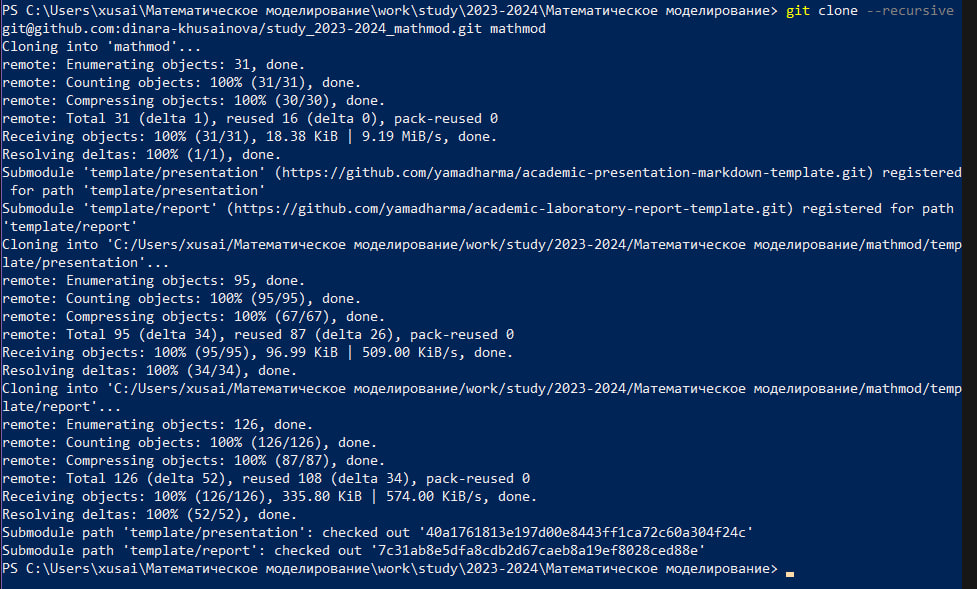 PS C:\Users\xusai\Математическое моделирование\work\study\2023-2024\Математическое моделирование> git clone --recursive
git@github.com:dinara-khusainova/study_2023-2024_mathmod.git mathmod
Cloning into 'mathmod'...
remote: Enumerating objects: 31, done.
remote: Counting objects: 100% (31/31), done.
remote: Compressing objects: 100% (30/30), done.
remote: Total 31 (delta 1), reused 16 (delta 0), pack-reused 0
Receiving objects: 100% (31/31), 18.38 KiB | 9.19 MiB/s, done.
Resolving deltas: 100% (1/1), done.
Submodule 'template/presentation' (https://github.com/yamadharma/academic-presentation-markdown-template.git) registered
 for path 'template/presentation'
Submodule 'template/report' (https://github.com/yamadharma/academic-laboratory-report-template.git) registered for path
'template/report'
Cloning into 'C:/Users/xusai/Математическое моделирование/work/study/2023-2024/Математическое моделирование/mathmod/temp
late/presentation'...
remote: Enumerating objects: 95, done.
remote: Counting objects: 100% (95/95), done.
remote: Compressing objects: 100% (67/67), done.
remote: Total 95 (delta 34), reused 87 (delta 26), pack-reused 0
Receiving objects: 100% (95/95), 96.99 KiB | 509.00 KiB/s, done.
Resolving deltas: 100% (34/34), done.
Cloning into 'C:/Users/xusai/Математическое моделирование/work/study/2023-2024/Математическое моделирование/mathmod/temp
late/report'...
remote: Enumerating objects: 126, done.
remote: Counting objects: 100% (126/126), done.
remote: Compressing objects: 100% (87/87), done.
remote: Total 126 (delta 52), reused 108 (delta 34), pack-reused 0
Receiving objects: 100% (126/126), 335.80 KiB | 574.00 KiB/s, done.
Resolving deltas: 100% (52/52), done.
Submodule path 'template/presentation': checked out '40a1761813e197d00e8443ff1ca72c60a304f24c'
Submodule path 'template/report': checked out '7c31ab8e5dfa8cdb2d67caeb8a19ef8028ced88e'
PS C:\Users\xusai\Математическое моделирование\work\study\2023-2024\Математическое моделирование>